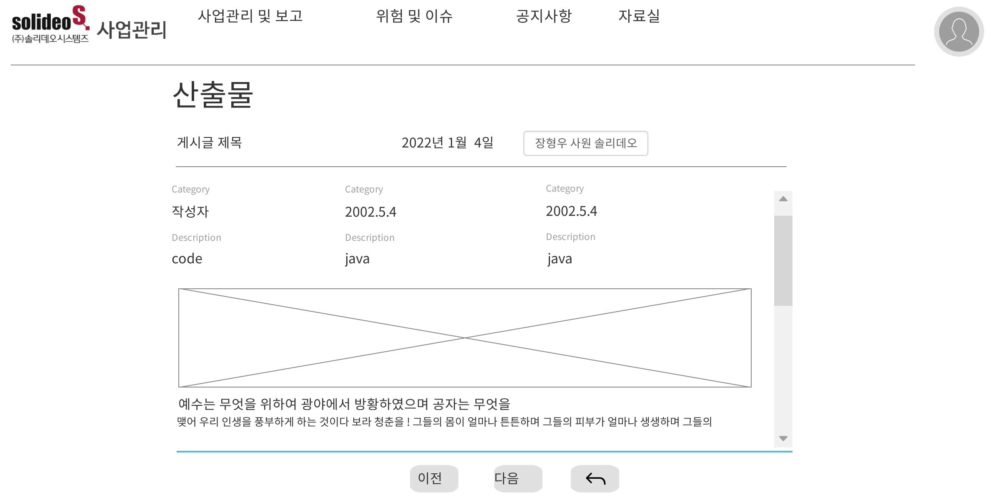 solideoS
(주)솔리데오시스템즈
사업관리
사업관리 및 보고 위험 및 이슈 공지사항 자료실
산출물
게시글 제목 2022년 1월 4일 장형우 사원 솔리데오
Category Category Category
작성자 2002.5.4 2002.5.4
Description Description Description
code java java
예수는 무엇을 위하여 광야에서 방황하였으며 공자는 무엇을
맺어 우리 인생을 풍부하게 하는 것이다 보라 청춘을 ! 그들의 몸이 얼마나 튼튼하며 그들의 피부가 얼마나 생생하며 그들의
이전 다음